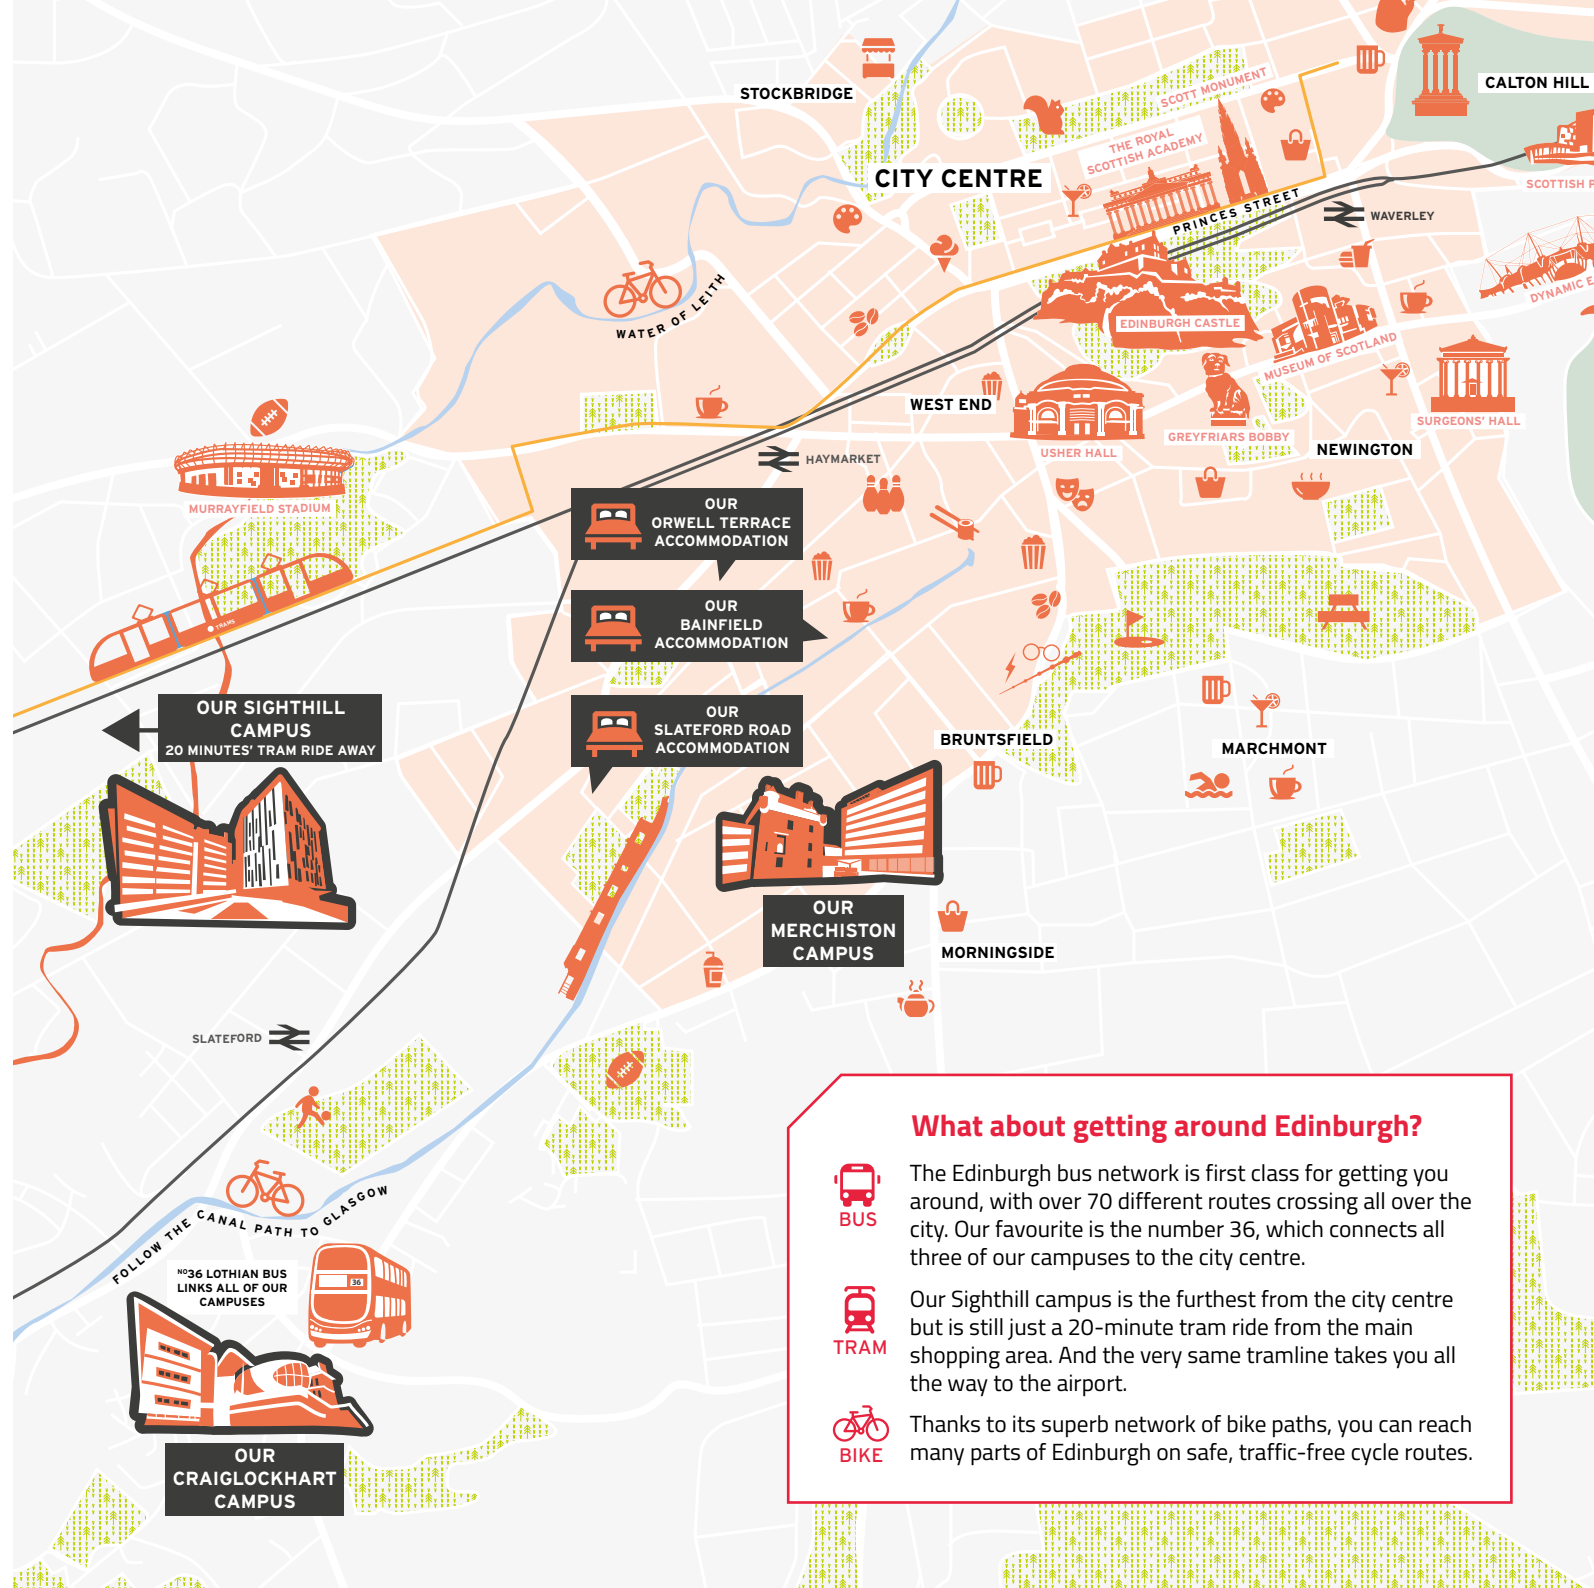 STOCKBRIDGE
CITY CENTRE
SCOTT MONUMENT
THE ROYAL
SCOTTISH ACADEMY
PRINCES STREET
CALTON HILL
SCOTTISH P
WAVERLEY
DYNAMIC E
WATER OF LEITH
EDINBURGH CASTLE
MUSEUM OF SCOTLAND
WEST END
SURGEONS' HALL
GREYFRIARS BOBBY
USHER HALL
NEWINGTON
HAYMARKET
MURRAYFIELD STADIUM
TRAMS
OUR
ORWELL TERRACE
ACCOMMODATION
OUR
BAINFIELD
ACCOMMODATION
OUR
SLATEFORD ROAD
ACCOMMODATION
OUR SIGHTHILL
CAMPUS
20 MINUTES' TRAM RIDE AWAY
BRUNTSFIELD
MARCHMONT
OUR
MERCHISTON
CAMPUS
MORNINGSIDE
SLATEFORD
FOLLOW THE CANAL PATH TO GLASGOW
NO36 LOTHIAN BUS
LINKS ALL OF OUR
CAMPUSES
36
OUR
CRAIGLOCKHART
CAMPUS
What about getting around Edinburgh?
BUS
The Edinburgh bus network is first class for getting you
around, with over 70 different routes crossing all over the
city. Our favourite is the number 36, which connects all
three of our campuses to the city centre.
TRAM
Our Sighthill campus is the furthest from the city centre
but is still just a 20-minute tram ride from the main
shopping area. And the very same tramline takes you all
the way to the airport.
BIKE
Thanks to its superb network of bike paths, you can reach
many parts of Edinburgh on safe, traffic-free cycle routes.